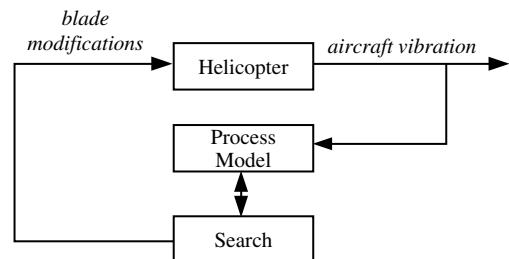 blade
modifications
Helicopter
aircraft vibration
Process
Model
Search